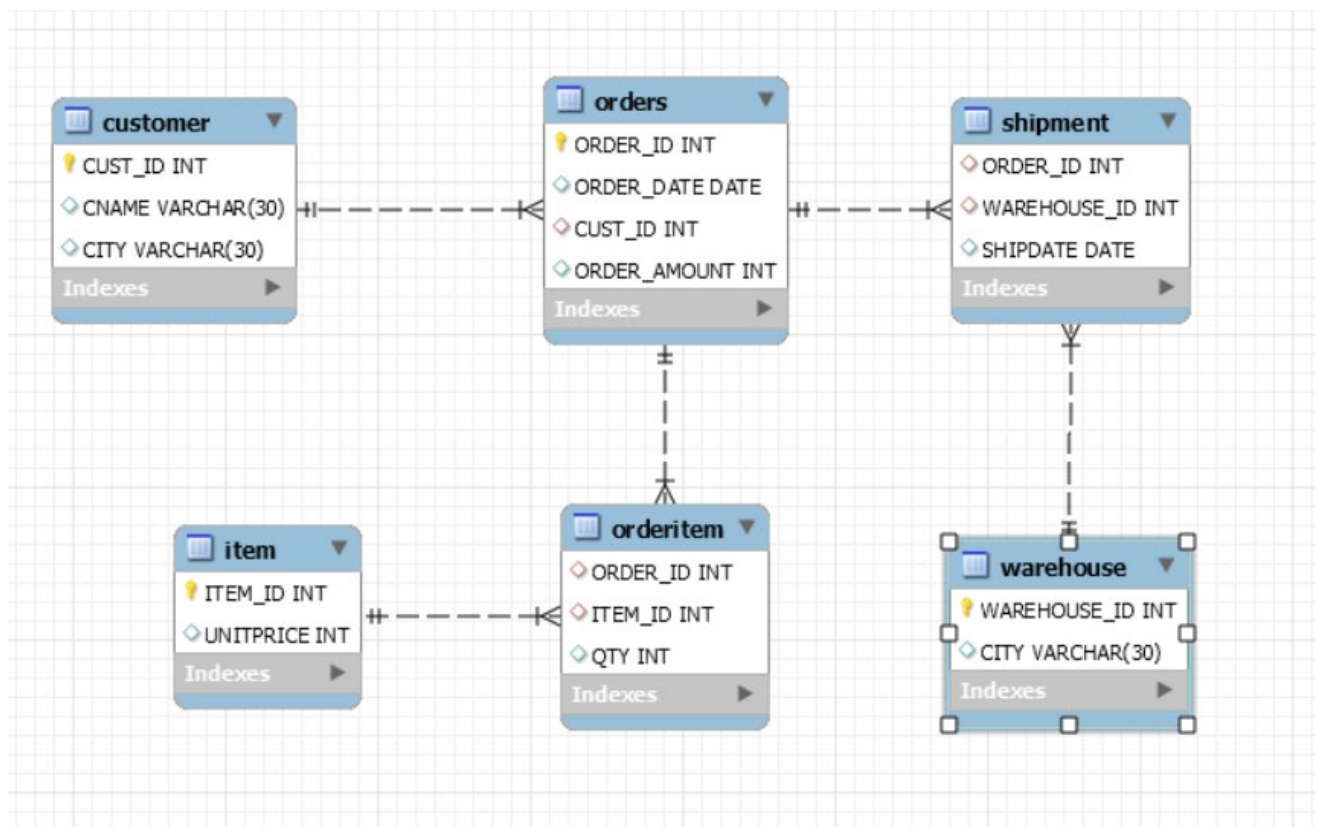 customer
CUST_ID INT
CNAME VARCHAR(30)
CITY VARCHAR(30)
Indexes
orders
ORDER_ID INT
ORDER_DATE DATE
CUST_ID INT
ORDER_AMOUNT INT
Indexes
shipment
ORDER_ID INT
WAREHOUSE_ID INT
SHIPDATE DATE
Indexes
item
ITEM_ID INT
UNITPRICE INT
Indexes
orderitem
ORDER_ID INT
ITEM_ID INT
QTY INT
Indexes
warehouse
WAREHOUSE_ID INT
CITY VARCHAR(30)
Indexes